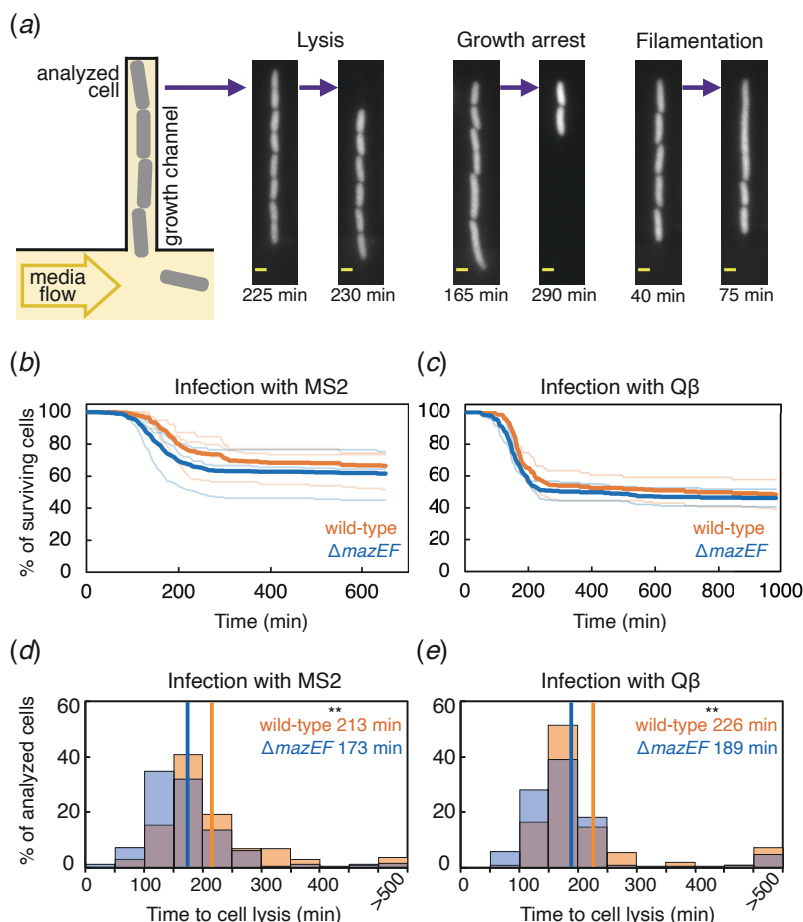 (a)
Lysis
Growth arrest
Filamentation
analyzed
cell
growth channel
media
flow
225 min
230 min
165 min
290 min
40 min
75 min
(b)
Infection with MS2
% of surviving cells
100
80
60
40
20
0
wild-type
ΔmazEF
0
200
400
600
Time (min)
(c)
Infection with Qβ
100
80
60
40
20
0
wild-type
ΔmazEF
0
200
400
600
800
1000
Time (min)
(d)
Infection with MS2
% of analyzed cells
60
40
20
0
**
wild-type 213 min
ΔmazEF 173 min
0
100
200
300
400
>500
Time to cell lysis (min)
(e)
Infection with Qβ
60
40
20
0
**
wild-type 226 min
ΔmazEF 189 min
0
100
200
300
400
>500
Time to cell lysis (min)